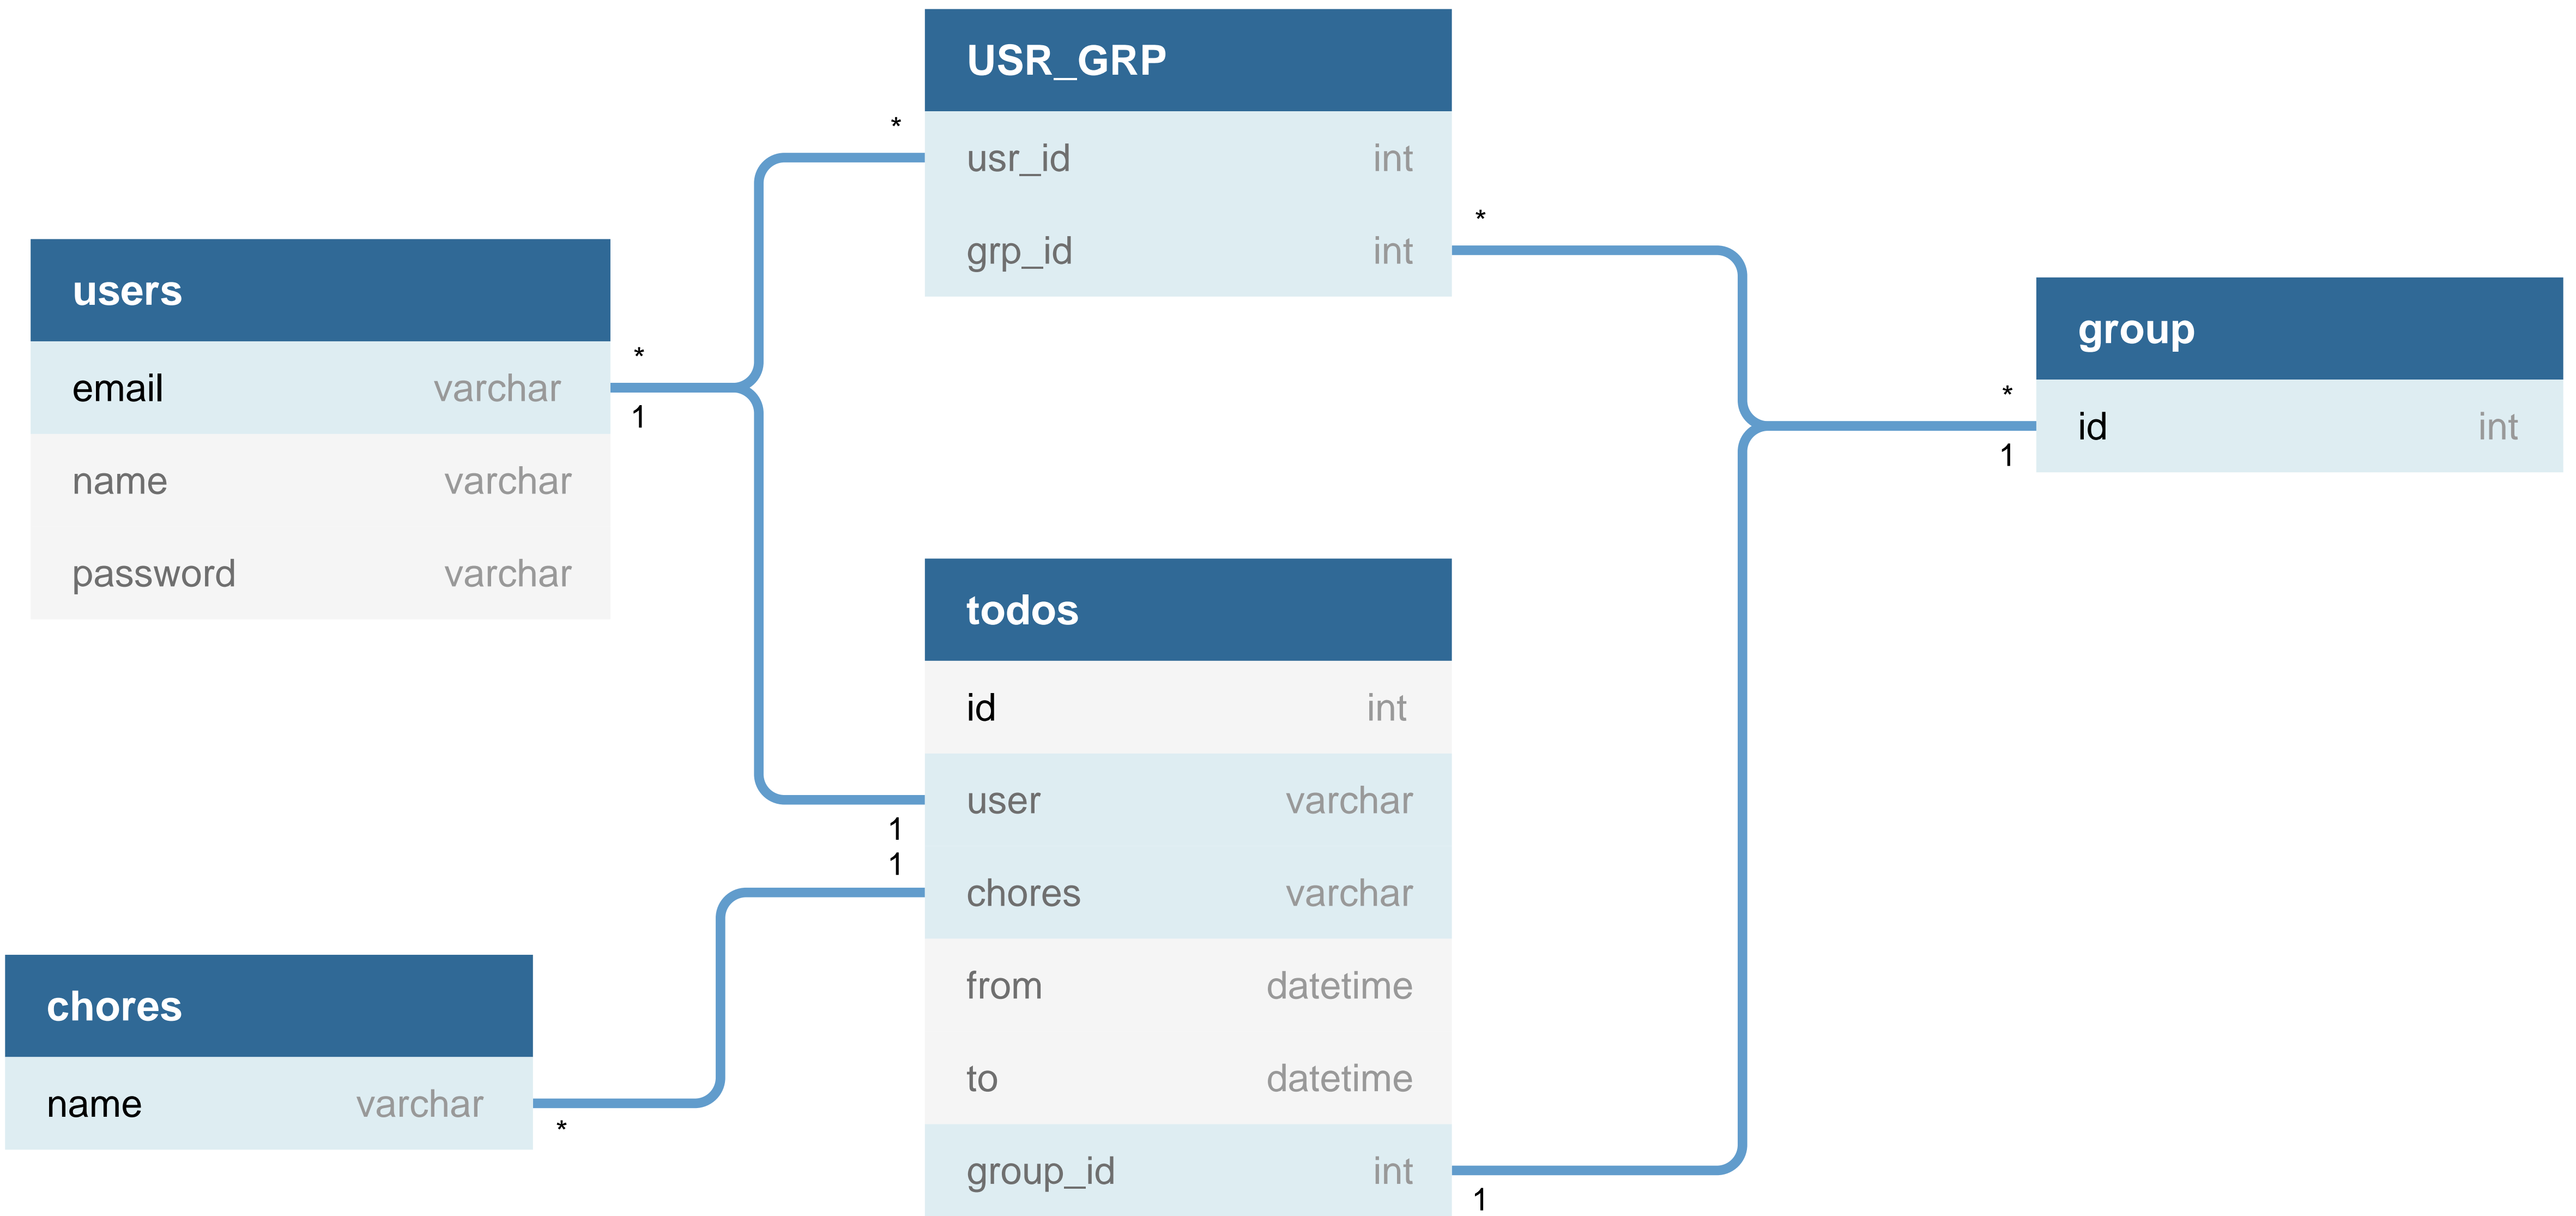 USR_GRP
*
usr_id int
*
grp_id int
users
*
email varchar
1
name varchar
password varchar
group
*
id int
1
todos
id int
user varchar
1
1
chores varchar
from datetime
to datetime
group_id int
1
chores
name varchar
*